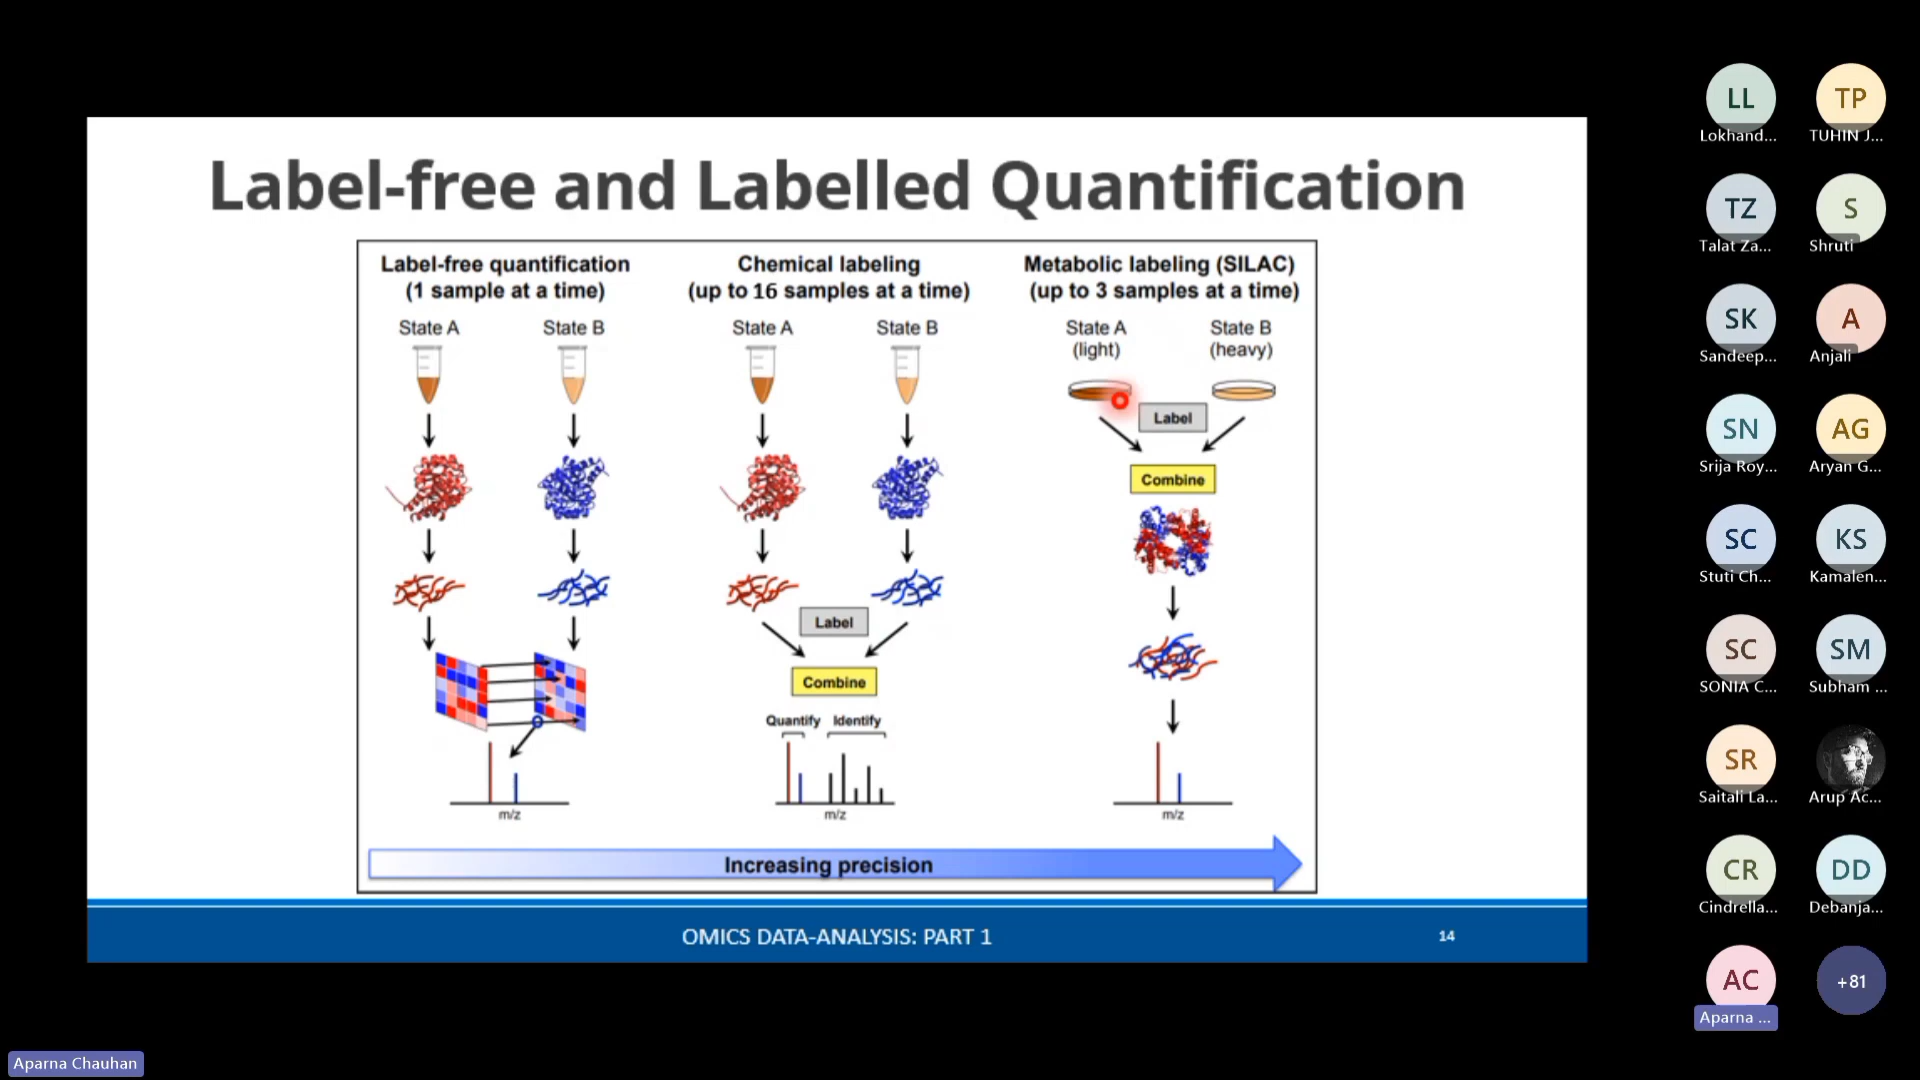 Label-free and Labelled Quantification
Label-free quantification
(1 sample at a time)
State A
State B
m/z
Chemical labeling
(up to 16 samples at a time)
State A
State B
Label
Combine
Quantify
Identify
m/z
Metabolic labeling (SILAC)
(up to 3 samples at a time)
State A
(light)
State B
(heavy)
Label
Combine
m/z
Increasing precision
OMICS DATA-ANALYSIS: PART 1
14
LL
Lokhand...
TP
TUHIN J...
TZ
Talat Za...
S
Shruti
SK
Sandeep...
A
Anjali
SN
Srija Roy...
AG
Aryan G...
SC
Stuti Ch...
KS
Kamalen...
SC
SONIA C...
SM
Subham ...
SR
Saitali La...
Arup Ac...
CR
Cindrella...
DD
Debanja...
AC
Aparna ...
+81
Aparna Chauhan